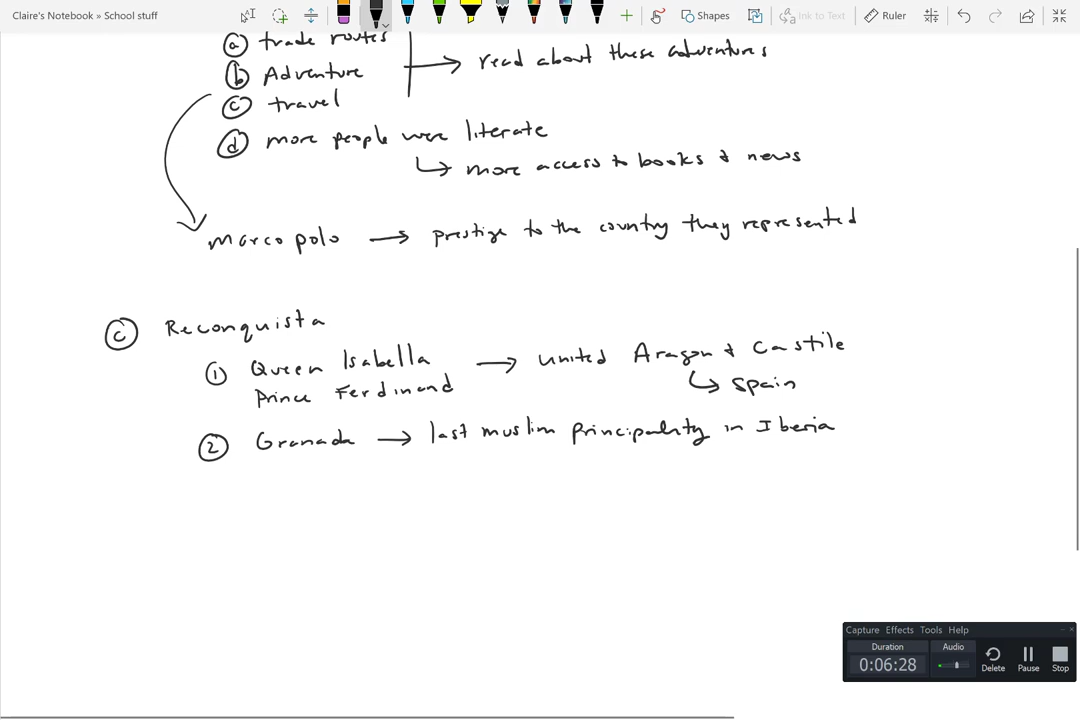 Claire's Notebook » School stuff
Shapes
Ink to Text
Ruler
ⓐ trade routes
ⓑ Adventure
ⓒ travel
→ read about these adventures
ⓓ more people were literate
↳ more access to books & news
marco polo → prestige to the country they represented
Ⓒ Reconquista
① Queen Isabella
Prince Ferdinand
→ united Aragon & Castile
↳ Spain
② Granada → last muslim principality in Iberia
Capture Effects Tools Help
Duration
Audio
0:06:28
Delete
Pause
Stop